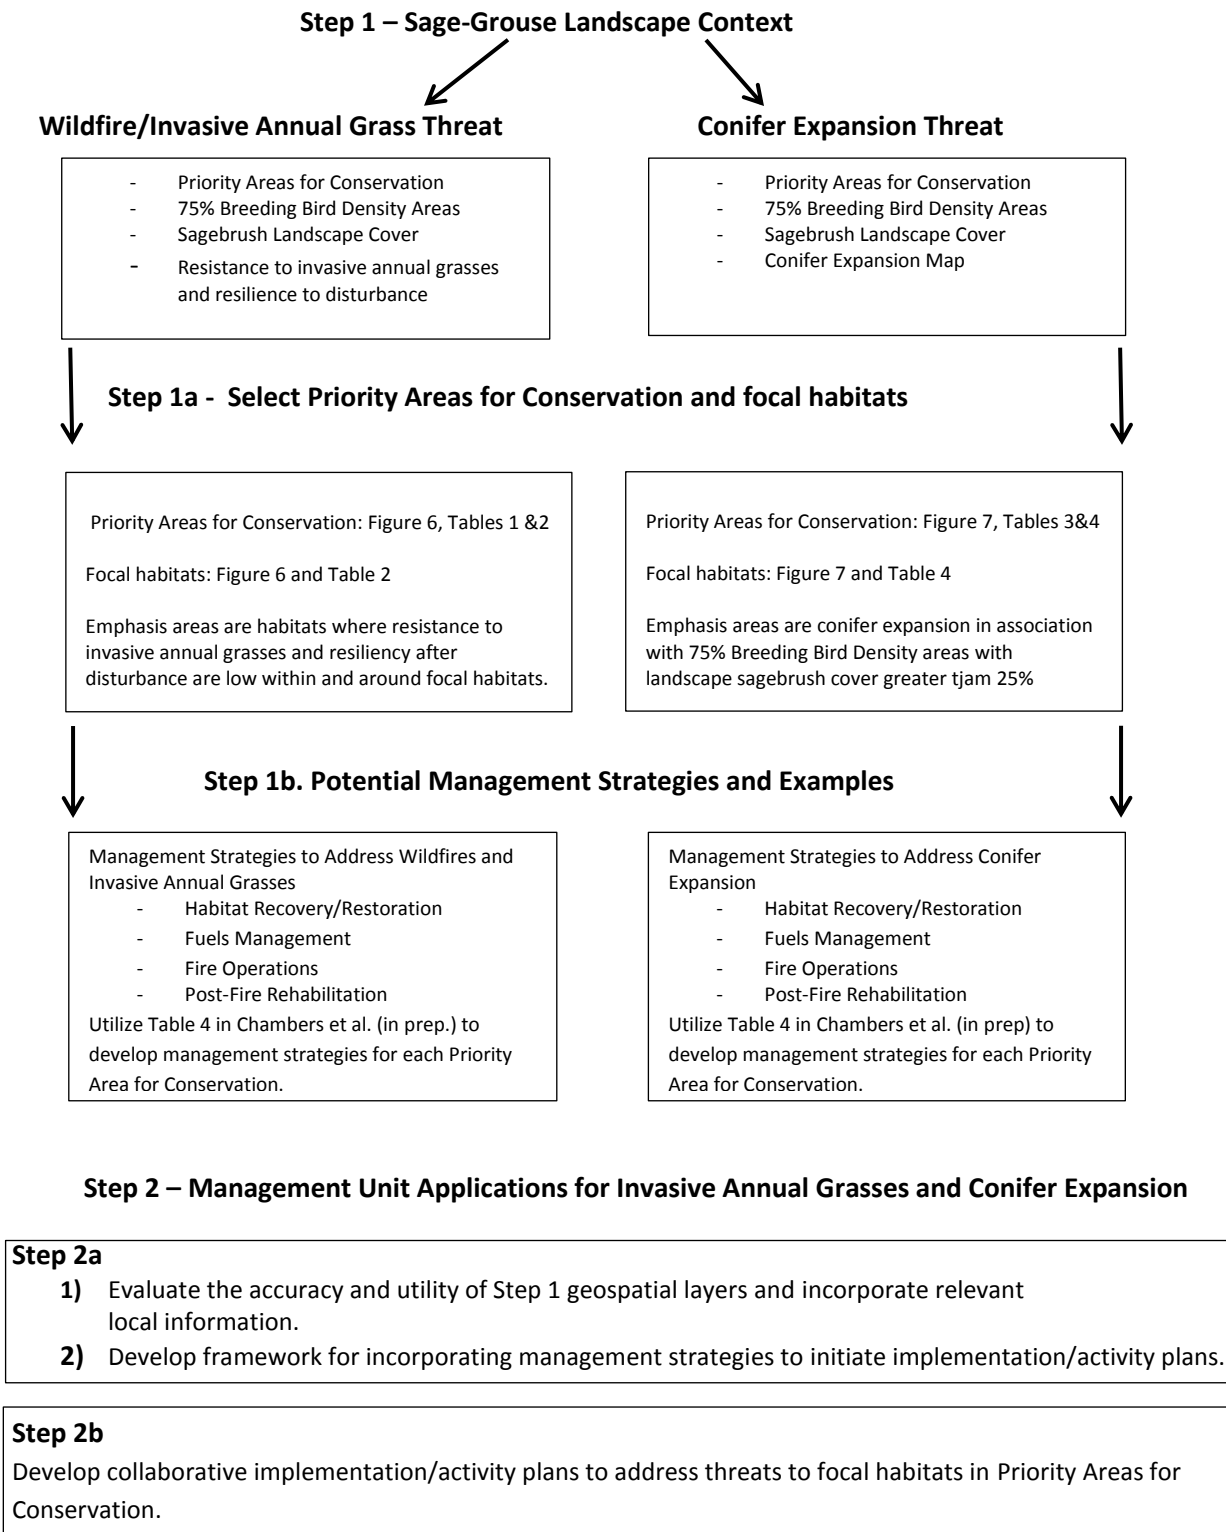 Step 1 – Sage-Grouse Landscape Context
Wildfire/Invasive Annual Grass Threat
- Priority Areas for Conservation
- 75% Breeding Bird Density Areas
- Sagebrush Landscape Cover
- Resistance to invasive annual grasses
and resilience to disturbance
Conifer Expansion Threat
- Priority Areas for Conservation
- 75% Breeding Bird Density Areas
- Sagebrush Landscape Cover
- Conifer Expansion Map
Step 1a - Select Priority Areas for Conservation and focal habitats
Priority Areas for Conservation: Figure 6, Tables 1 &2
Focal habitats: Figure 6 and Table 2
Emphasis areas are habitats where resistance to
invasive annual grasses and resiliency after
disturbance are low within and around focal habitats.
Priority Areas for Conservation: Figure 7, Tables 3&4
Focal habitats: Figure 7 and Table 4
Emphasis areas are conifer expansion in association
with 75% Breeding Bird Density areas with
landscape sagebrush cover greater tjam 25%
Step 1b. Potential Management Strategies and Examples
Management Strategies to Address Wildfires and
Invasive Annual Grasses
- Habitat Recovery/Restoration
- Fuels Management
- Fire Operations
- Post-Fire Rehabilitation
Utilize Table 4 in Chambers et al. (in prep.) to
develop management strategies for each Priority
Area for Conservation.
Management Strategies to Address Conifer
Expansion
- Habitat Recovery/Restoration
- Fuels Management
- Fire Operations
- Post-Fire Rehabilitation
Utilize Table 4 in Chambers et al. (in prep) to
develop management strategies for each Priority
Area for Conservation.
Step 2 – Management Unit Applications for Invasive Annual Grasses and Conifer Expansion
Step 2a
1) Evaluate the accuracy and utility of Step 1 geospatial layers and incorporate relevant
local information.
2) Develop framework for incorporating management strategies to initiate implementation/activity plans.
Step 2b
Develop collaborative implementation/activity plans to address threats to focal habitats in Priority Areas for
Conservation.